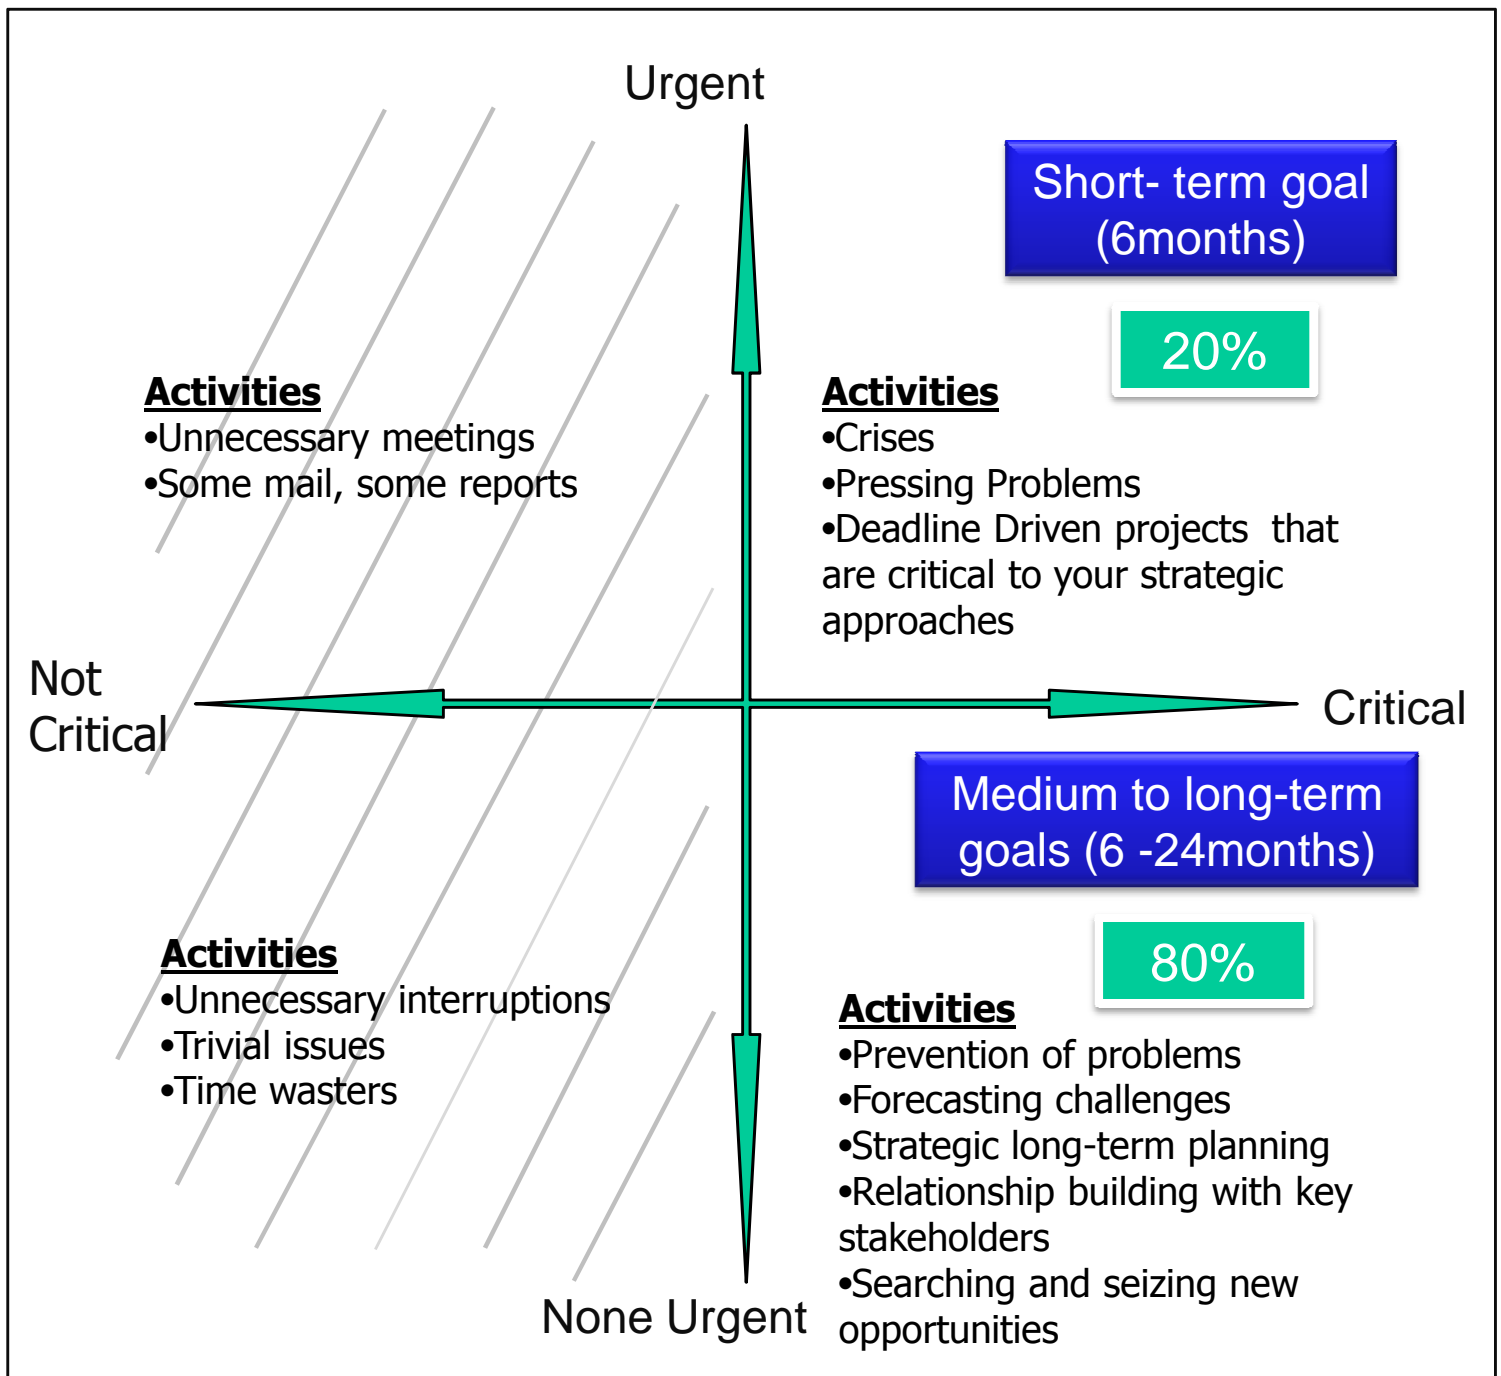 Urgent
Short- term goal
(6months)
20%
Activities
•Unnecessary meetings
•Some mail, some reports
Activities
•Crises
•Pressing Problems
•Deadline Driven projects  that
are critical to your strategic
approaches
Not
Critical
Critical
Medium to long-term
goals (6 -24months)
80%
Activities
•Unnecessary interruptions
•Trivial issues
•Time wasters
Activities
•Prevention of problems
•Forecasting challenges
•Strategic long-term planning
•Relationship building with key
stakeholders
•Searching and seizing new
opportunities
None Urgent